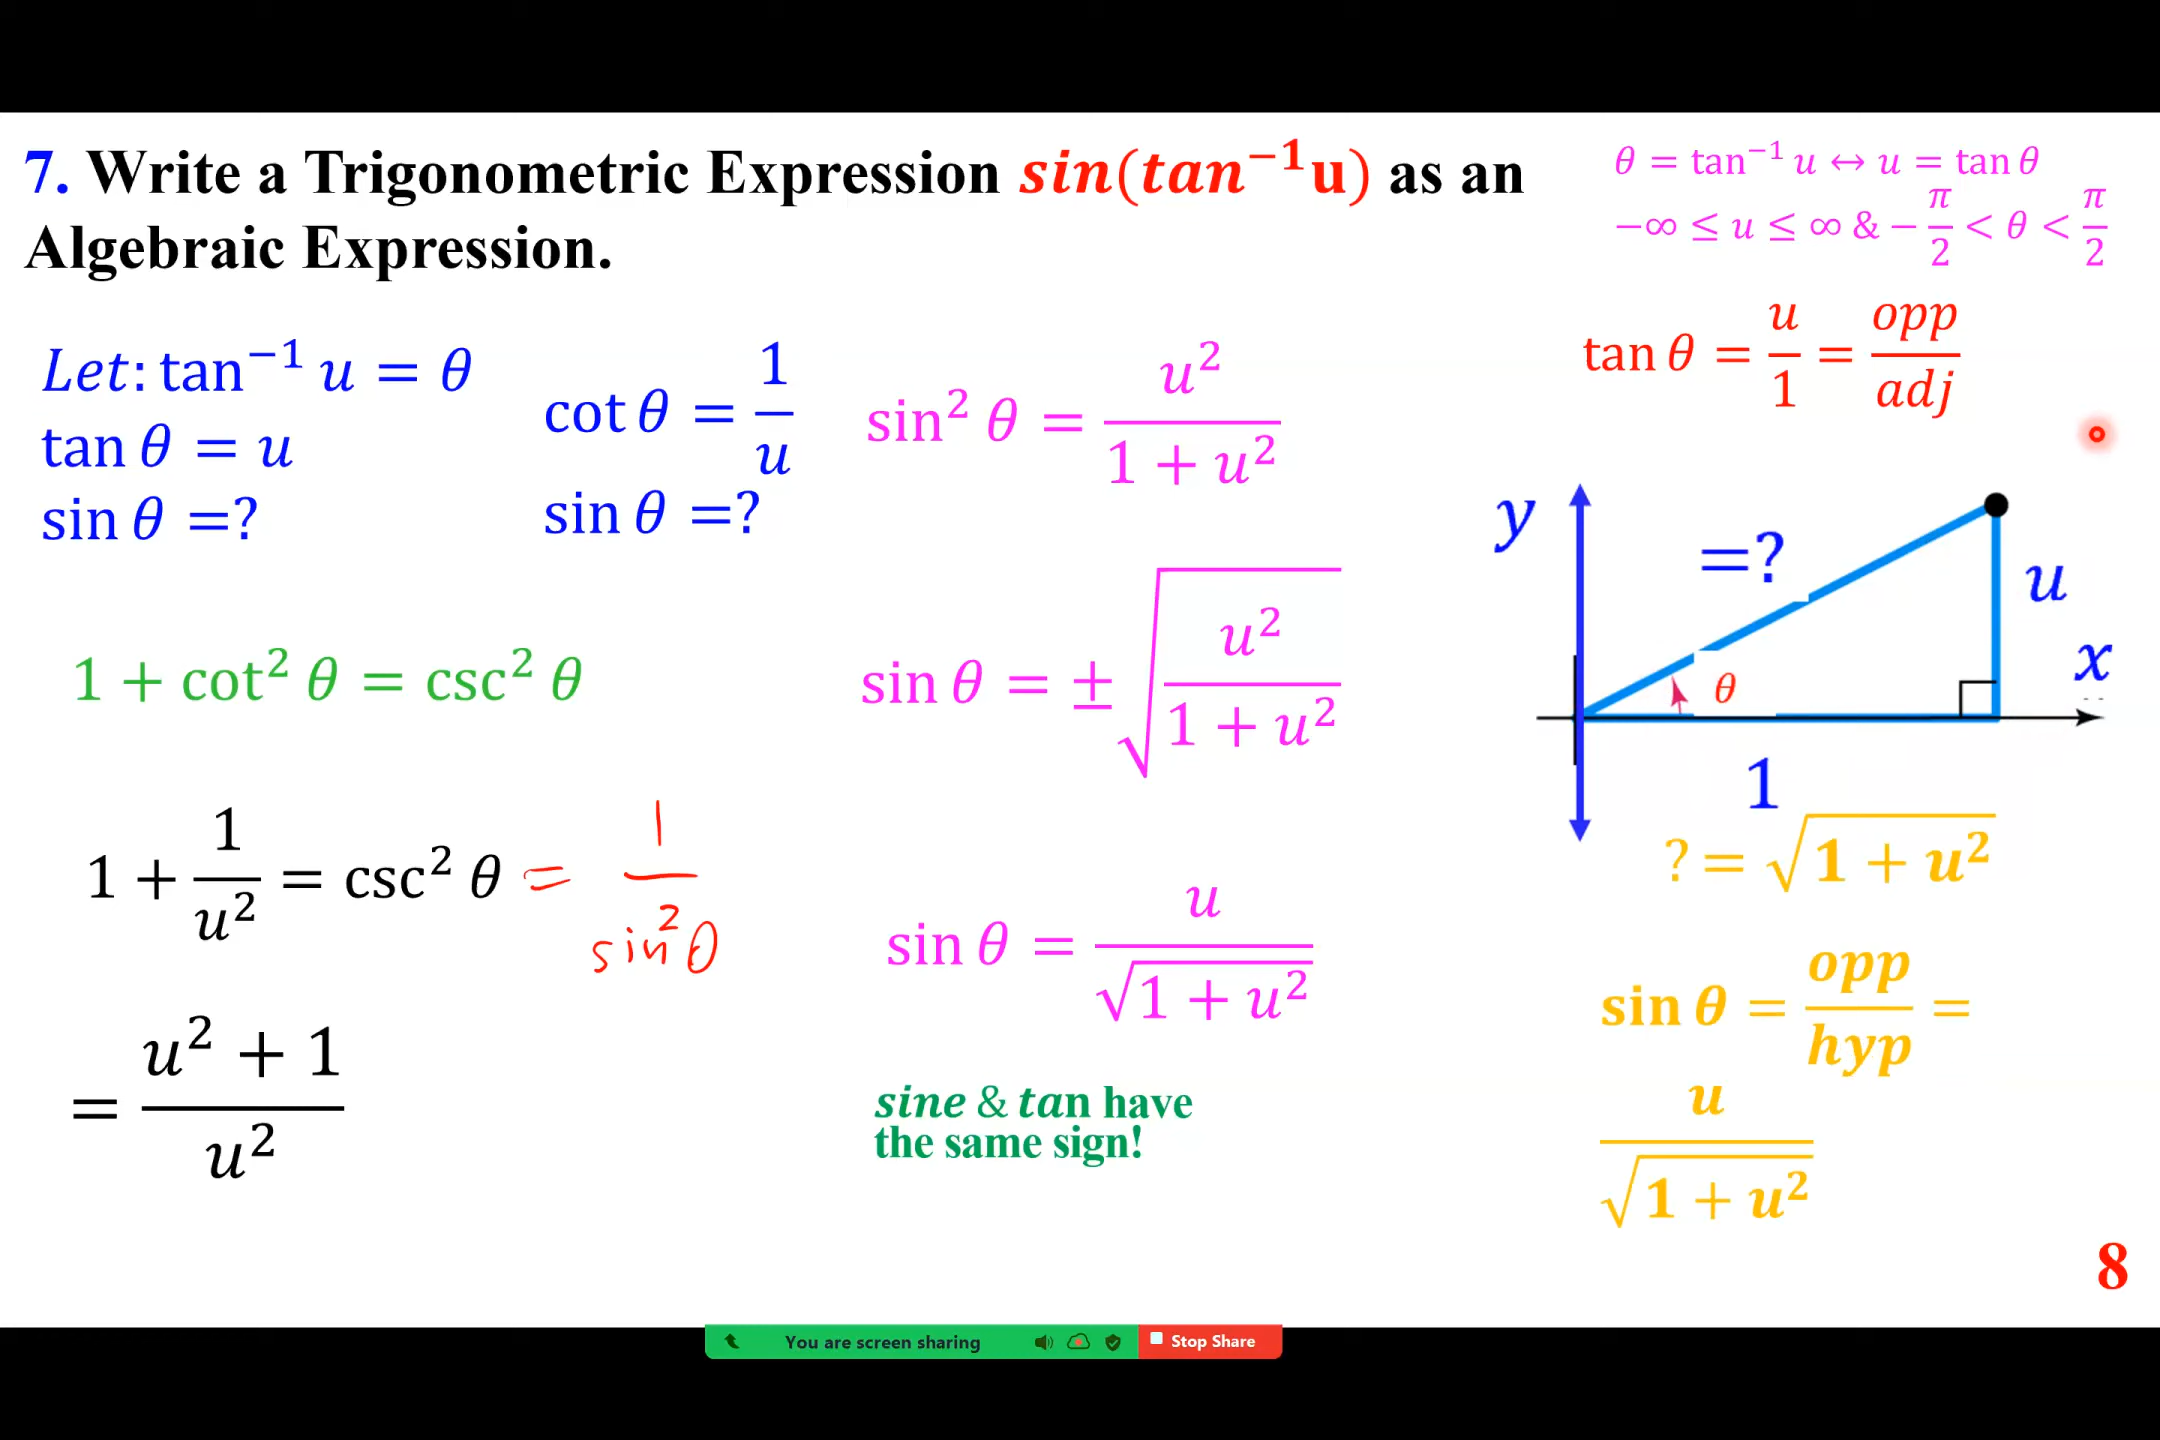 7. Write a Trigonometric Expression sin(tan⁻¹u) as an
Algebraic Expression.
θ = tan⁻¹ u ↔ u = tan θ
−∞ ≤ u ≤ ∞ & − π/2 < θ < π/2
Let: tan⁻¹ u = θ
tan θ = u
sin θ =?
cot θ = 1/u
sin θ =?
1 + cot² θ = csc² θ
1 + 1/u² = csc² θ = 1/sin²θ
= (u² + 1)/u²
sin² θ = u²/(1 + u²)
sin θ = ± √(u²/(1 + u²))
sin θ = u/√(1 + u²)
sine & tan have
the same sign!
tan θ = u/1 = opp/adj
y
=?
u
x
θ
1
? = √(1 + u²)
sin θ = opp/hyp =
u/√(1 + u²)
8
You are screen sharing
Stop Share